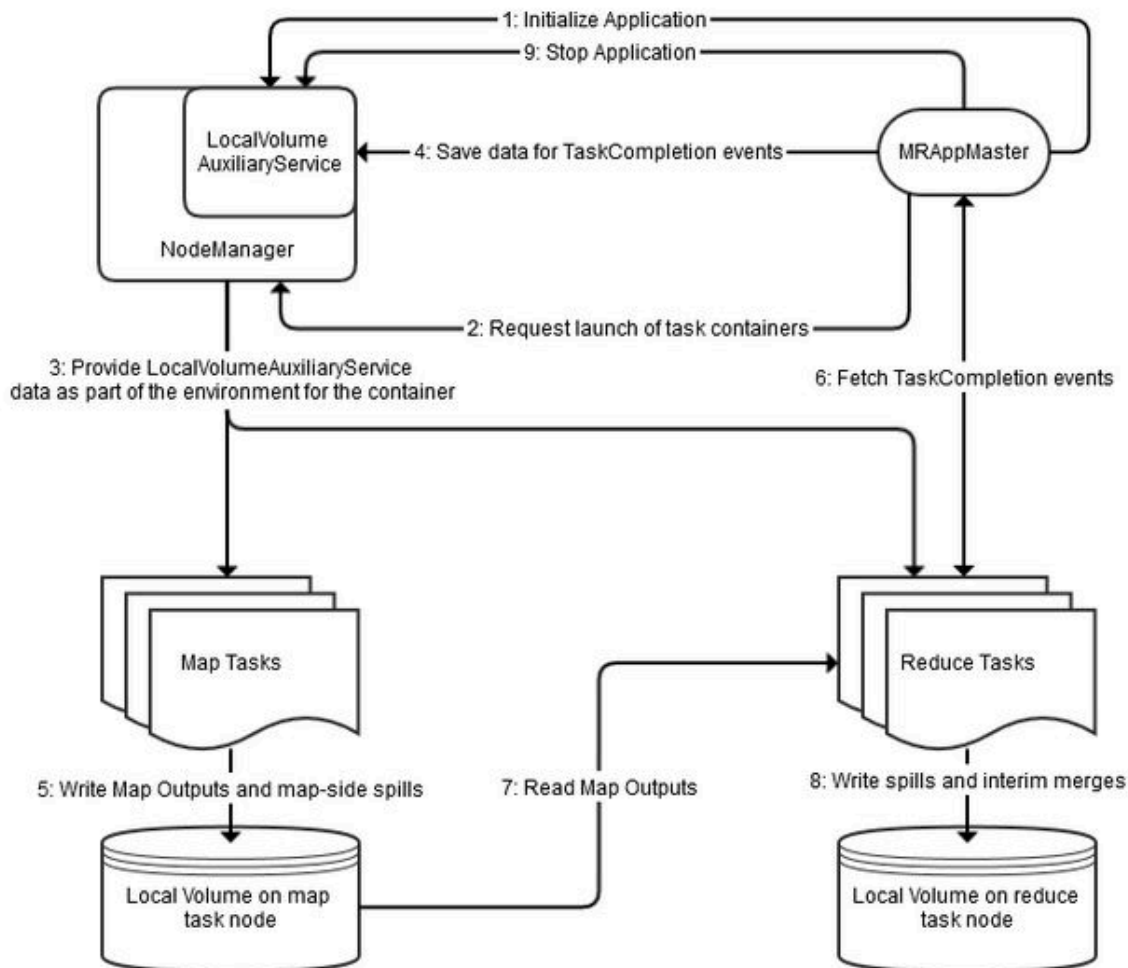 1: Initialize Application
9: Stop Application
LocalVolume
AuxiliaryService
4: Save data for TaskCompletion events
MRAppMaster
NodeManager
2: Request launch of task containers
3: Provide LocalVolumeAuxiliaryService
data as part of the environment for the container
6: Fetch TaskCompletion events
Map Tasks
Reduce Tasks
5: Write Map Outputs and map-side spills
7: Read Map Outputs
8: Write spills and interim merges
Local Volume on map
task node
Local Volume on reduce
task node